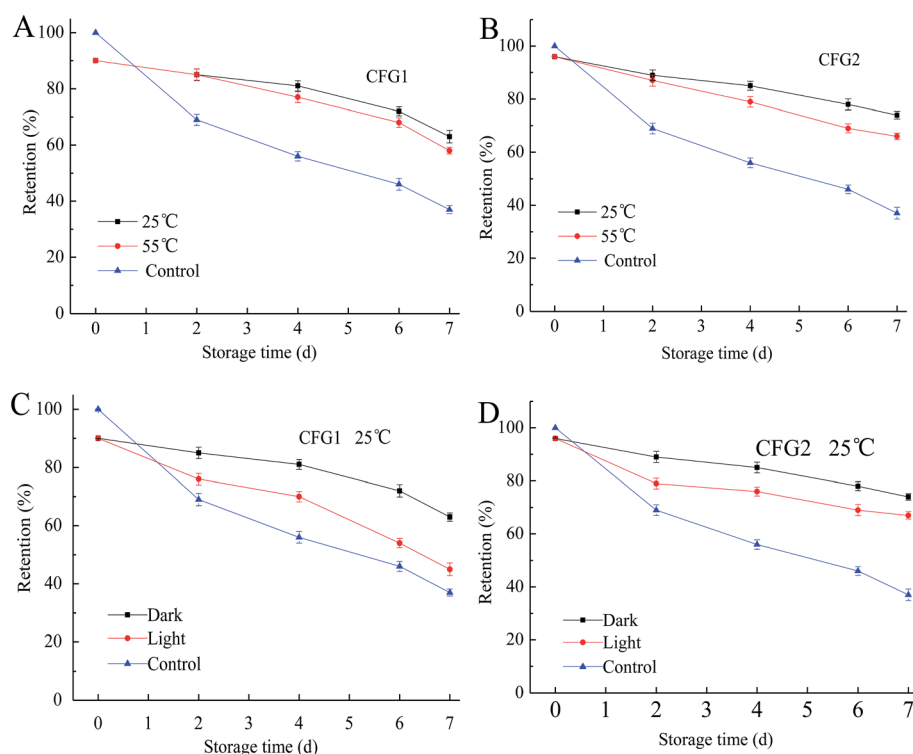 A
CFG1
Retention (%)
100
80
60
40
20
0
25℃
55℃
Control
0 1 2 3 4 5 6 7
Storage time (d)
B
CFG2
Retention (%)
100
80
60
40
20
0
25℃
55℃
Control
0 1 2 3 4 5 6 7
Storage time (d)
C
CFG1 25℃
Retention (%)
100
80
60
40
20
0
Dark
Light
Control
0 1 2 3 4 5 6 7
Storage time (d)
D
CFG2 25℃
Retention (%)
100
80
60
40
20
0
Dark
Light
Control
0 1 2 3 4 5 6 7
Storage time (d)